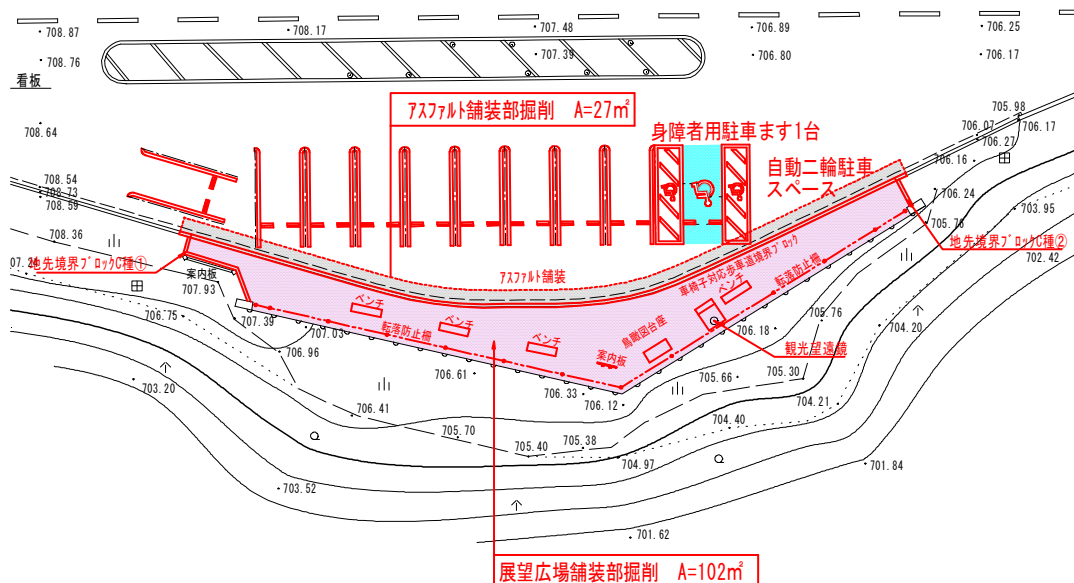 708.87
708.17
707.48
706.89
706.25
708.76
707.39
706.80
706.17
看板
アスファルト舗装部掘削 A=27㎡
705.98
708.64
身障者用駐車ます1台
706.07
706.17
706.27
自動二輪駐車
スペース
706.16
708.54
708.73
708.59
706.24
705.76
703.95
708.36
地先境界ブロックC種②
702.42
地先境界ブロックC種①
案内板
アスファルト舗装
車椅子対応歩車道境界ブロック
転落防止柵
707.93
ベンチ
ベンチ
706.75
707.39
707.03
転落防止柵
ベンチ
ベンチ
鳥瞰図台座
706.18
705.76
704.20
706.96
案内板
観光望遠鏡
703.20
706.61
706.33
706.12
705.66
705.30
704.21
706.41
705.70
705.40
705.38
704.40
704.97
701.84
703.52
701.62
展望広場舗装部掘削 A=102㎡